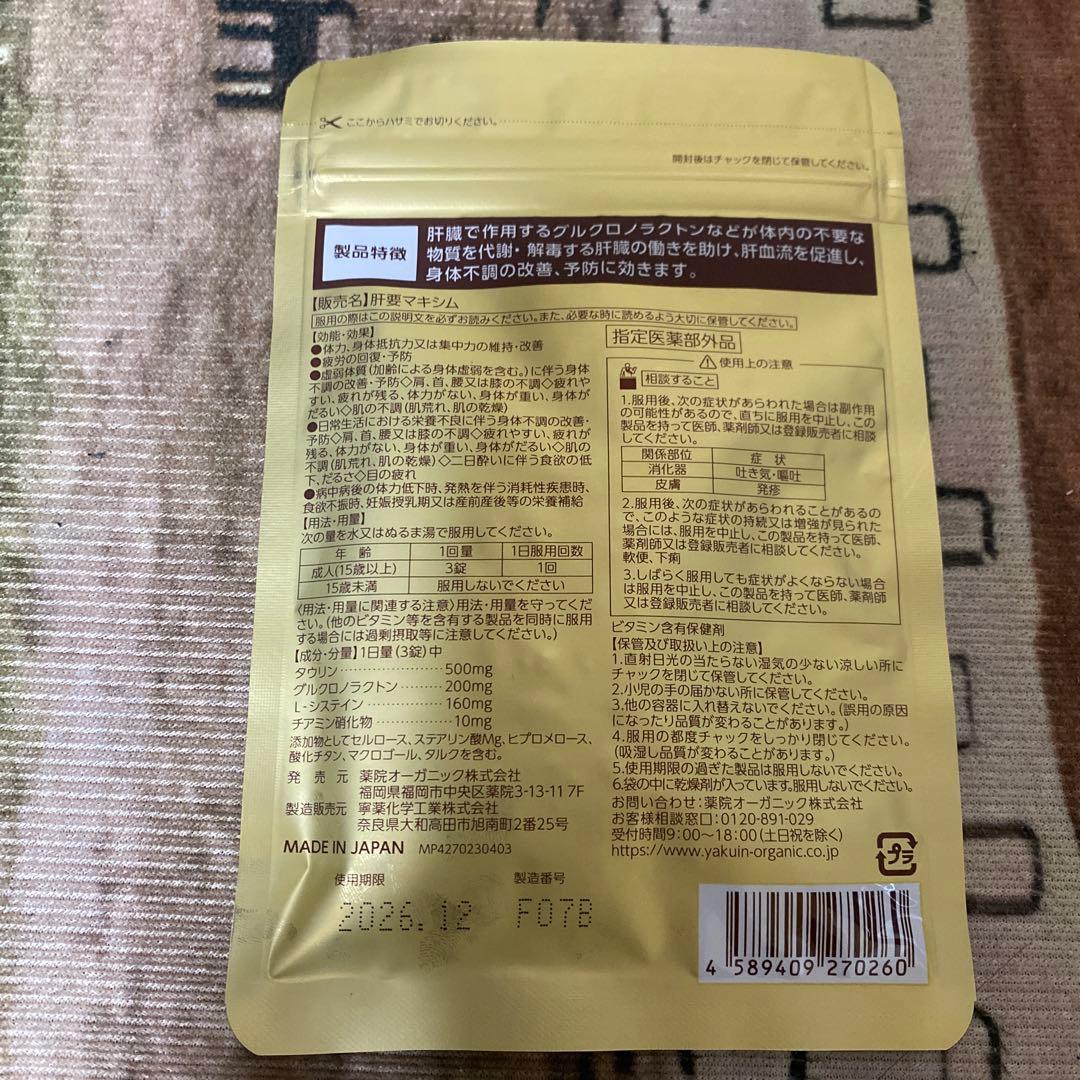 ここからハサミでお切りください。
開封後はチャックを閉じて保管してください。
製品特徴
肝臓で作用するグルクロノラクトンなどが体内の不要な
物質を代謝・解毒する肝臓の働きを助け、肝血流を促進し、
身体不調の改善、予防に効きます。
【販売名】肝要マキシム
服用の際はこの説明文を必ずお読みください。また、必要な時に読めるよう大切に保管してください。
【効能・効果】
●体力、身体抵抗力又は集中力の維持・改善
●疲労の回復・予防
●虚弱体質(加齢による身体虚弱を含む。)に伴う身体
不調の改善・予防◇肩、首、腰又は膝の不調◇疲れや
すい、疲れが残る、体力がない、身体が重い、身体が
だるい◇肌の不調(肌荒れ、肌の乾燥)
●日常生活における栄養不良に伴う身体不調の改善・
予防◇肩、首、腰又は膝の不調◇疲れやすい、疲れが
残る、体力がない、身体が重い、身体がだるい◇肌の
不調(肌荒れ、肌の乾燥)◇二日酔いに伴う食欲の低
下、だるさ◇目の疲れ
●病中病後の体力低下時、発熱を伴う消耗性疾患時、
食欲不振時、妊娠授乳期又は産前産後等の栄養補給
【用法・用量】
次の量を水又はぬるま湯で服用してください。
年 齢 1回量 1日服用回数
成人(15歳以上) 3錠 1回
15歳未満 服用しないでください
〈用法・用量に関連する注意〉用法・用量を守ってくだ
さい。(他のビタミン等を含有する製品を同時に服用
する場合には過剰摂取等に注意してください。)
【成分・分量】1日量(3錠)中
タウリン……………………500mg
グルクロノラクトン………200mg
L-システイン………………160mg
チアミン硝化物……………10mg
添加物としてセルロース、ステアリン酸Mg、ヒプロメロース、
酸化チタン、マクロゴール、タルクを含む。
発 売 元 薬院オーガニック株式会社
福岡県福岡市中央区薬院3-13-11 7F
製造販売元 寧薬化学工業株式会社
奈良県大和高田市旭南町2番25号
MADE IN JAPAN MP4270230403
使用期限 製造番号
2026.12 F07B
指定医薬部外品
使用上の注意
相談すること
1.服用後、次の症状があらわれた場合は副作用
の可能性があるので、直ちに服用を中止し、この
製品を持って医師、薬剤師又は登録販売者に相談
してください。
関係部位 症 状
消化器 吐き気・嘔吐
皮膚 発疹
2.服用後、次の症状があらわれることがあるの
で、このような症状の持続又は増強が見られた
場合には、服用を中止し、この製品を持って医師、
薬剤師又は登録販売者に相談してください。
軟便、下痢
3.しばらく服用しても症状がよくならない場合
は服用を中止し、この製品を持って医師、薬剤師
又は登録販売者に相談してください。
ビタミン含有保健剤
【保管及び取扱い上の注意】
1.直射日光の当たらない湿気の少ない涼しい所に
チャックを閉じて保管してください。
2.小児の手の届かない所に保管してください。
3.他の容器に入れ替えないでください。(誤用の原因
になったり品質が変わることがあります。)
4.服用の都度チャックをしっかり閉じてください。
(吸湿し品質が変わることがあります。)
5.使用期限の過ぎた製品は服用しないでください。
6.袋の中に乾燥剤が入っています。服用しないでください。
お問い合わせ:薬院オーガニック株式会社
お客様相談窓口:0120-891-029
受付時間9:00～18:00(土日祝を除く)
https://www.yakuin-organic.co.jp
プラ
4 589409 270260